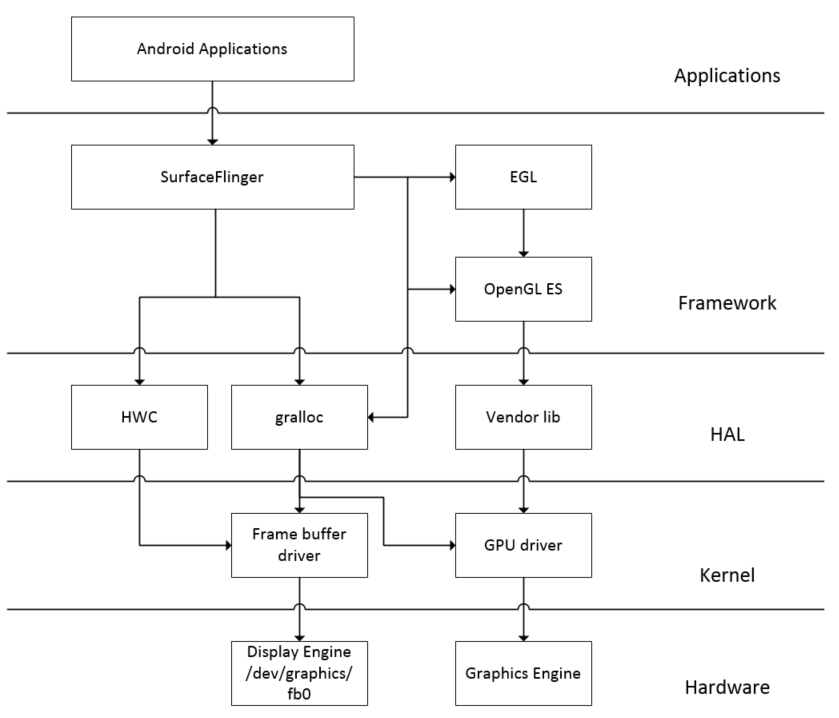 Android Applications
Applications
SurfaceFlinger
EGL
OpenGL ES
Framework
HWC
gralloc
Vendor lib
HAL
Frame buffer
driver
GPU driver
Kernel
Display Engine
/dev/graphics/
fb0
Graphics Engine
Hardware